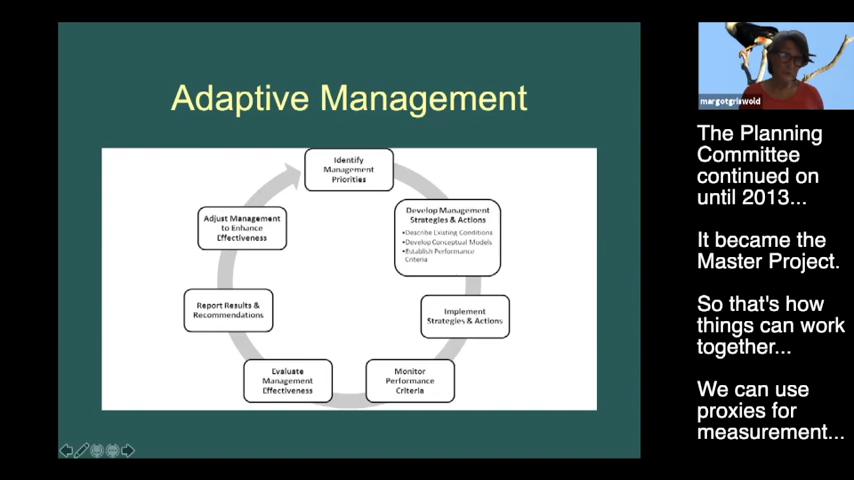 Adaptive Management
Identify
Management
Priorities
Develop Management
Strategies & Actions
•Describe Existing Conditions
•Develop Conceptual Models
•Establish Performance
Criteria
Implement
Strategies & Actions
Monitor
Performance
Criteria
Evaluate
Management
Effectiveness
Report Results &
Recommendations
Adjust Management
to Enhance
Effectiveness
margotgriswold
The Planning
Committee
continued on
until 2013...
It became the
Master Project.
So that's how
things can work
together...
We can use
proxies for
measurement...